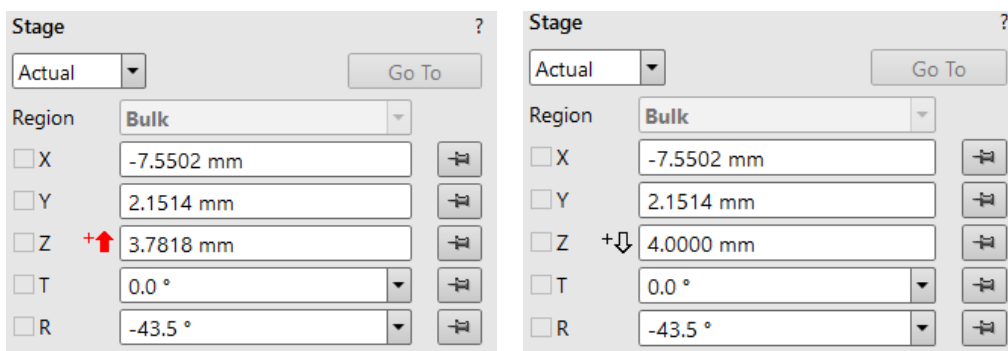 Stage ?
Actual Go To
Region Bulk
X -7.5502 mm
Y 2.1514 mm
Z + 3.7818 mm
T 0.0 °
R -43.5 °
Stage ?
Actual Go To
Region Bulk
X -7.5502 mm
Y 2.1514 mm
Z + 4.0000 mm
T 0.0 °
R -43.5 °